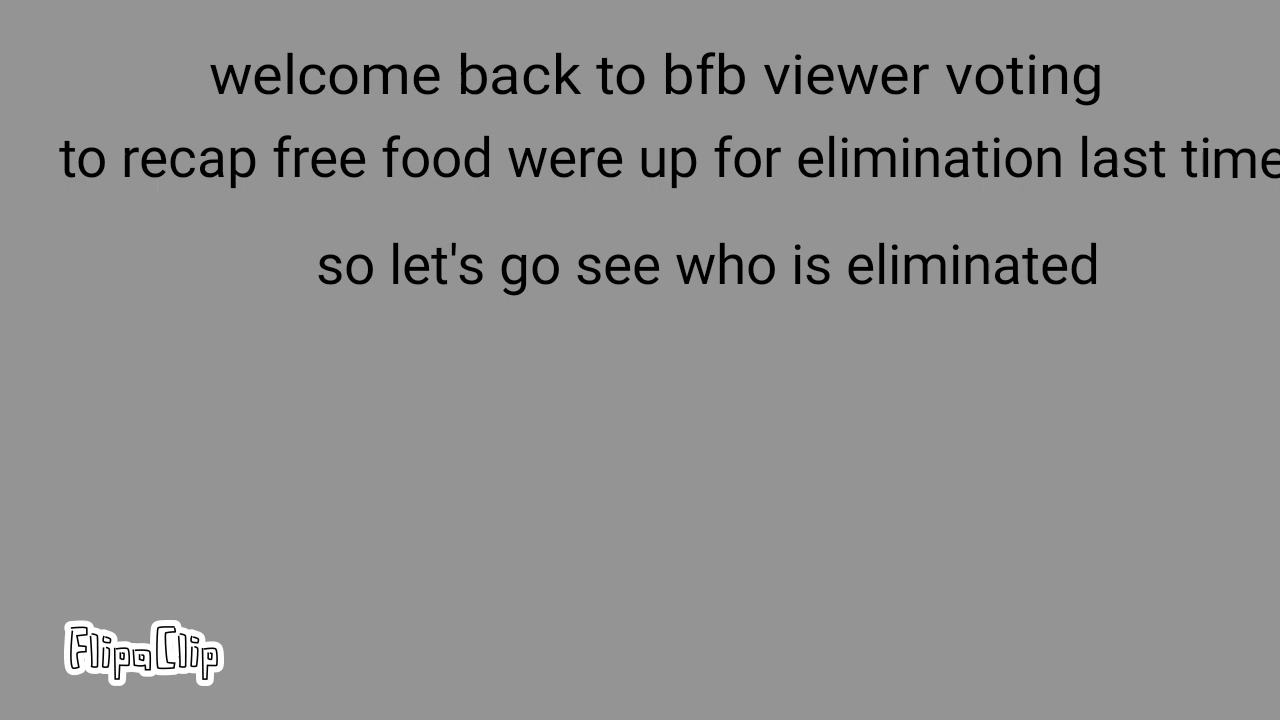 welcome back to bfb viewer voting
to recap free food were up for elimination last time
so let's go see who is eliminated
FlipaClip